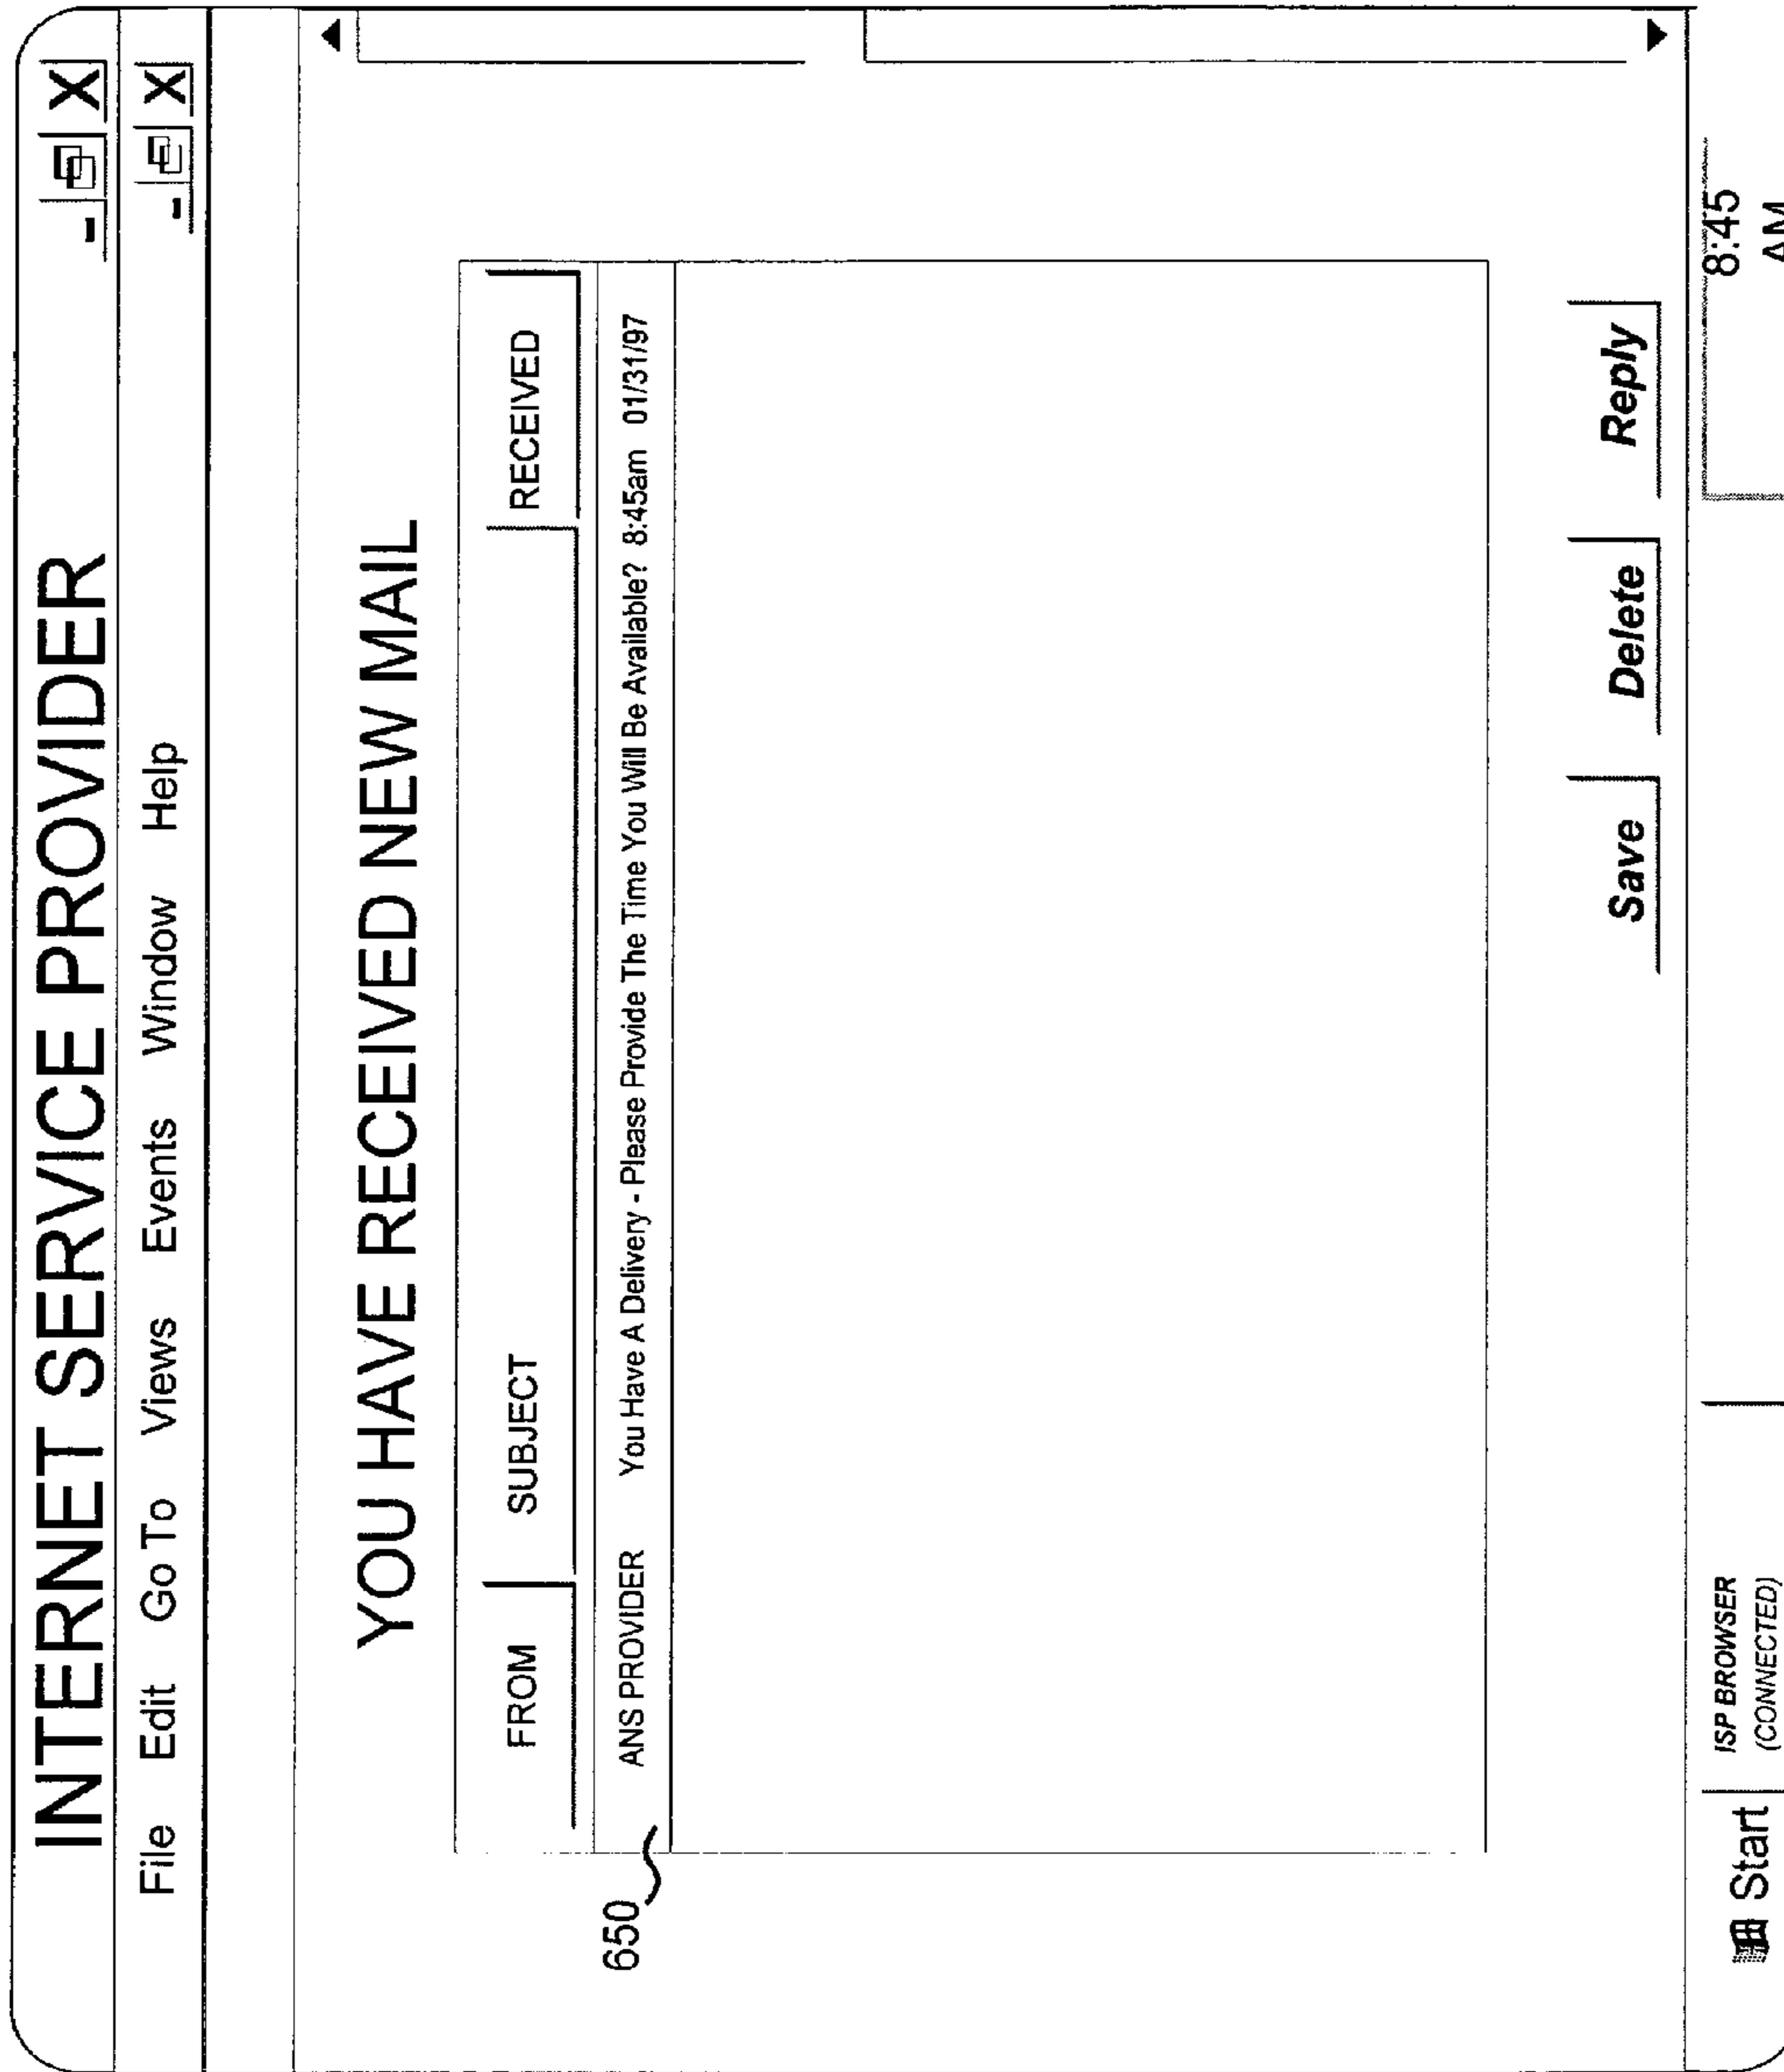 INTERNET SERVICE PROVIDER
File Edit Go To Views Events Window Help
YOU HAVE RECEIVED NEW MAIL
FROM SUBJECT RECEIVED
650 ANS PROVIDER You Have A Delivery - Please Provide The Time You Will Be Available? 8:45am 01/31/97
Save Delete Reply
Start ISP BROWSER 8:45
(CONNECTED) AM